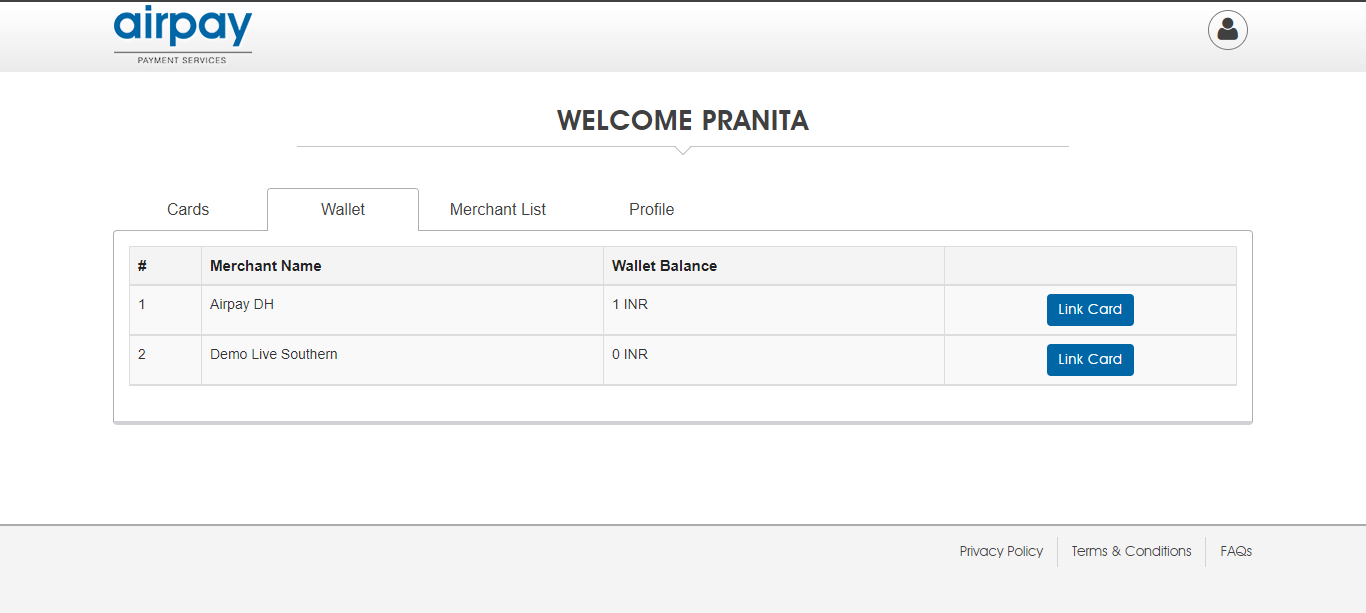 airpay
PAYMENT SERVICES
WELCOME PRANITA
Cards Wallet Merchant List Profile
# Merchant Name Wallet Balance
1 Airpay DH 1 INR Link Card
2 Demo Live Southern 0 INR Link Card
Privacy Policy Terms & Conditions FAQs